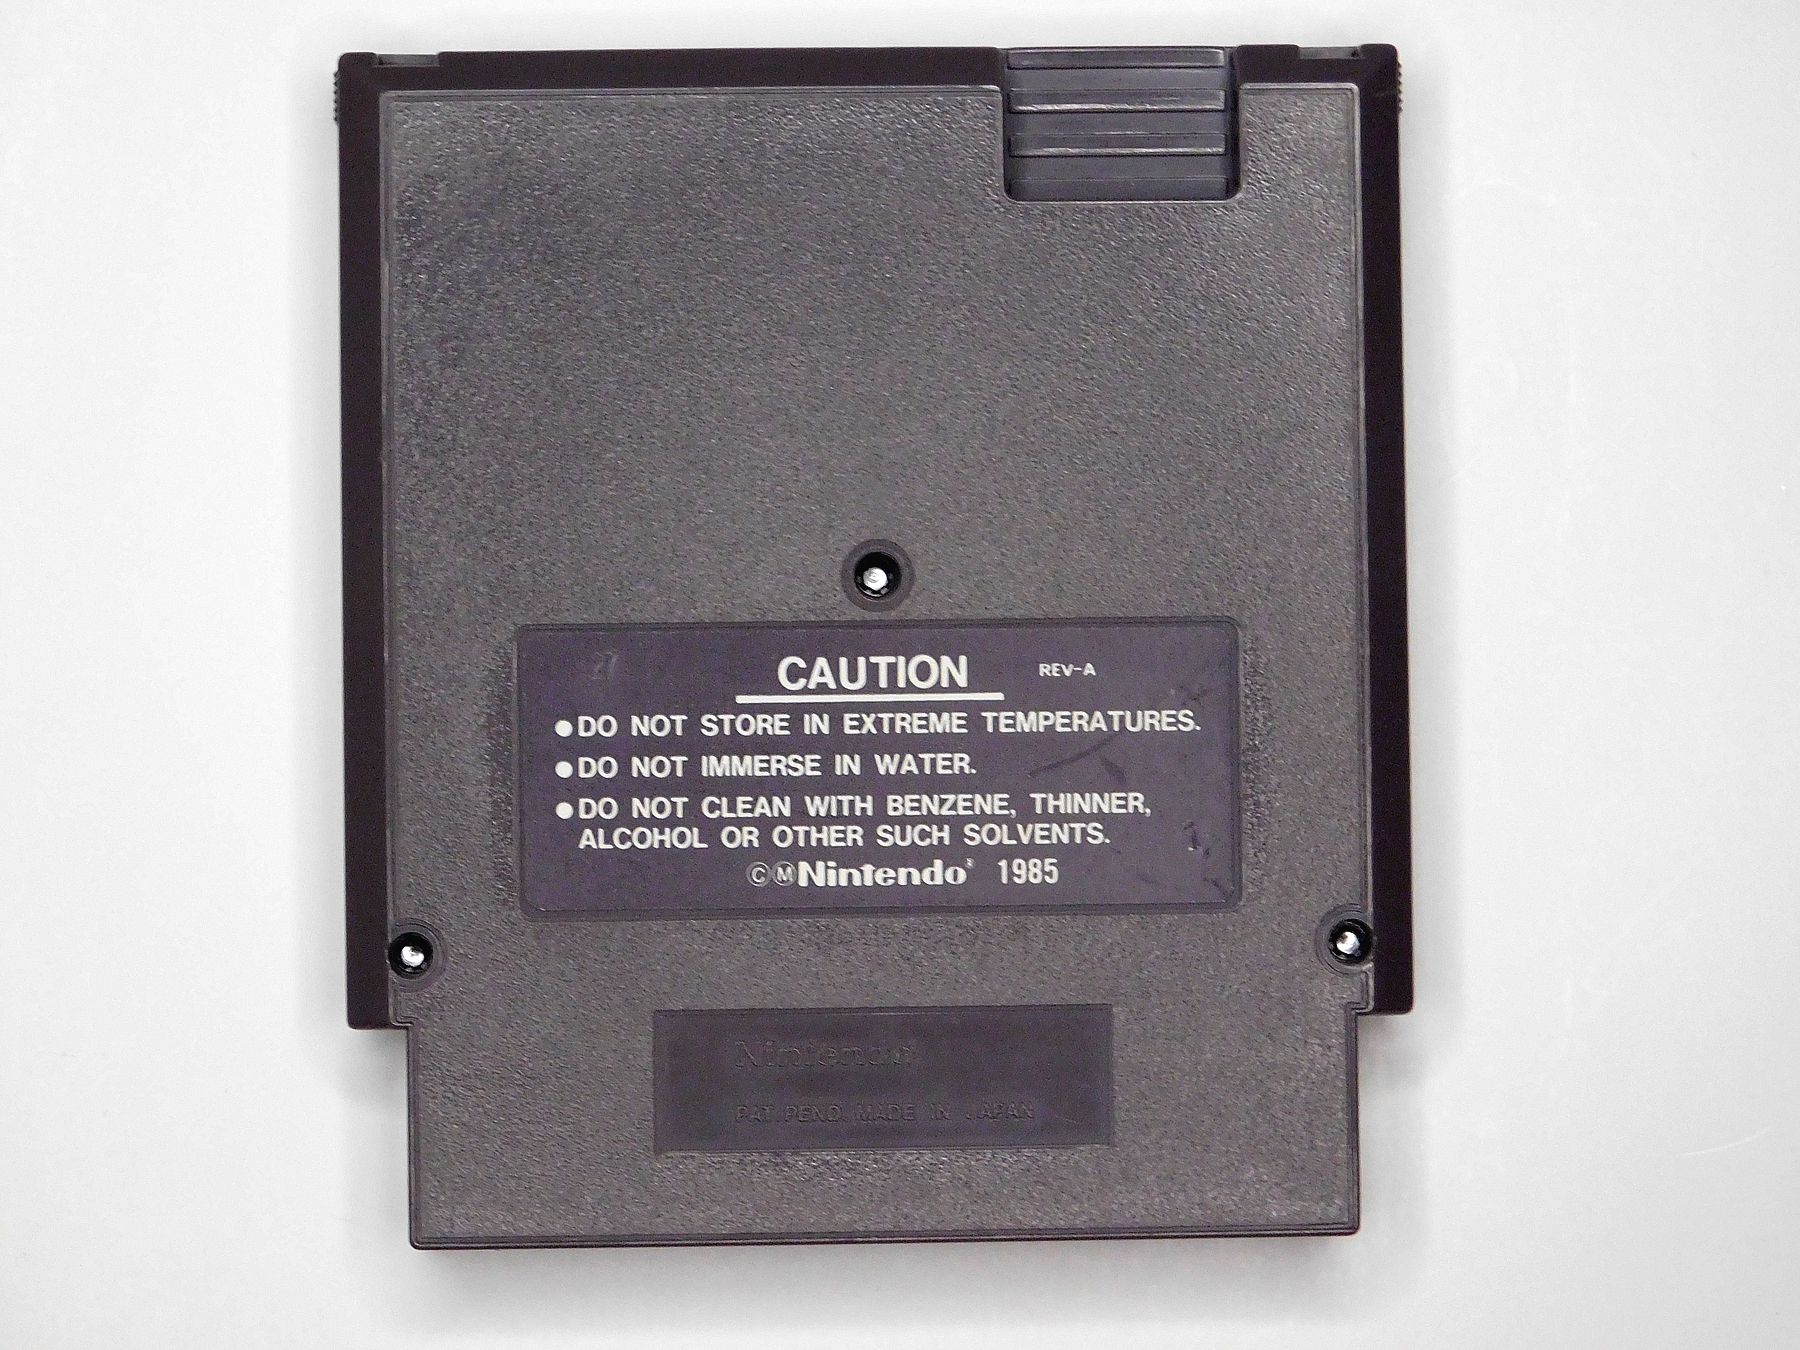 CAUTION REV-A
●DO NOT STORE IN EXTREME TEMPERATURES.
●DO NOT IMMERSE IN WATER.
●DO NOT CLEAN WITH BENZENE, THINNER,
ALCOHOL OR OTHER SUCH SOLVENTS.
ⒸⓂNintendo® 1985
Nintendo
PAT. PEND. MADE IN JAPAN